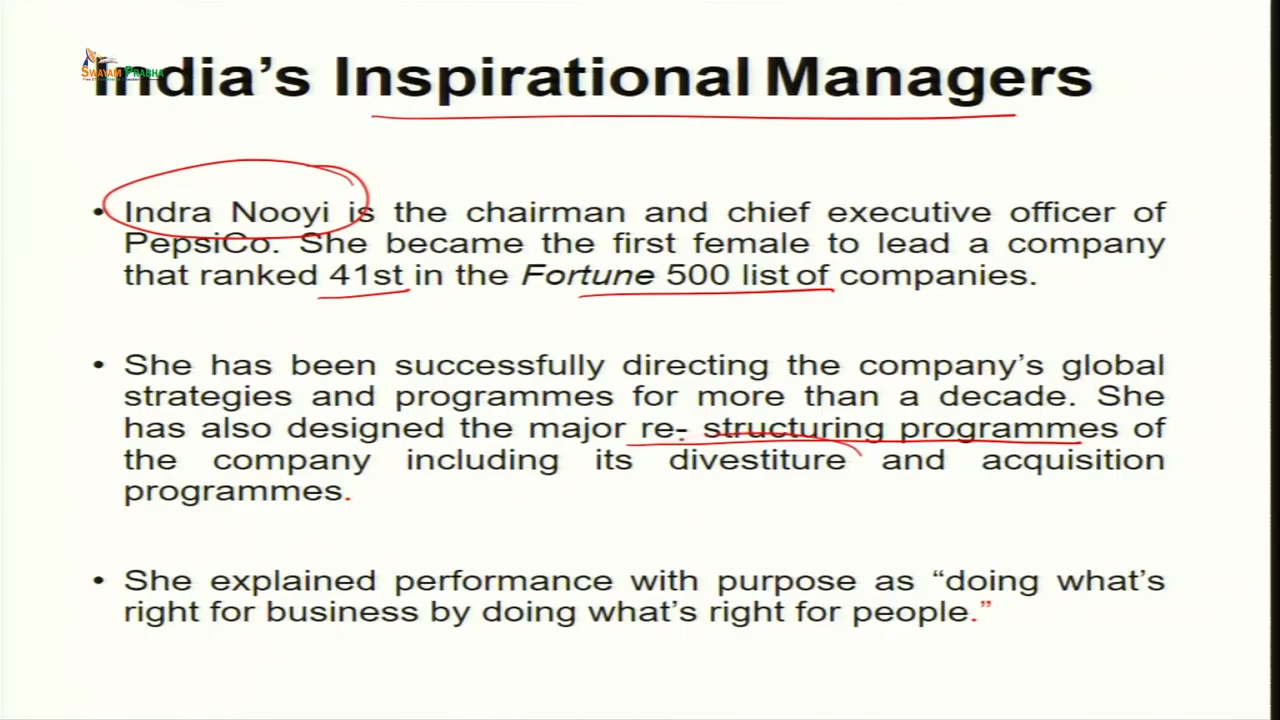 SWAYAM PRABHA
India's Inspirational Managers
• Indra Nooyi is the chairman and chief executive officer of
PepsiCo. She became the first female to lead a company
that ranked 41st in the Fortune 500 list of companies.
• She has been successfully directing the company's global
strategies and programmes for more than a decade. She
has also designed the major re- structuring programmes of
the company including its divestiture and acquisition
programmes.
• She explained performance with purpose as “doing what's
right for business by doing what's right for people.”